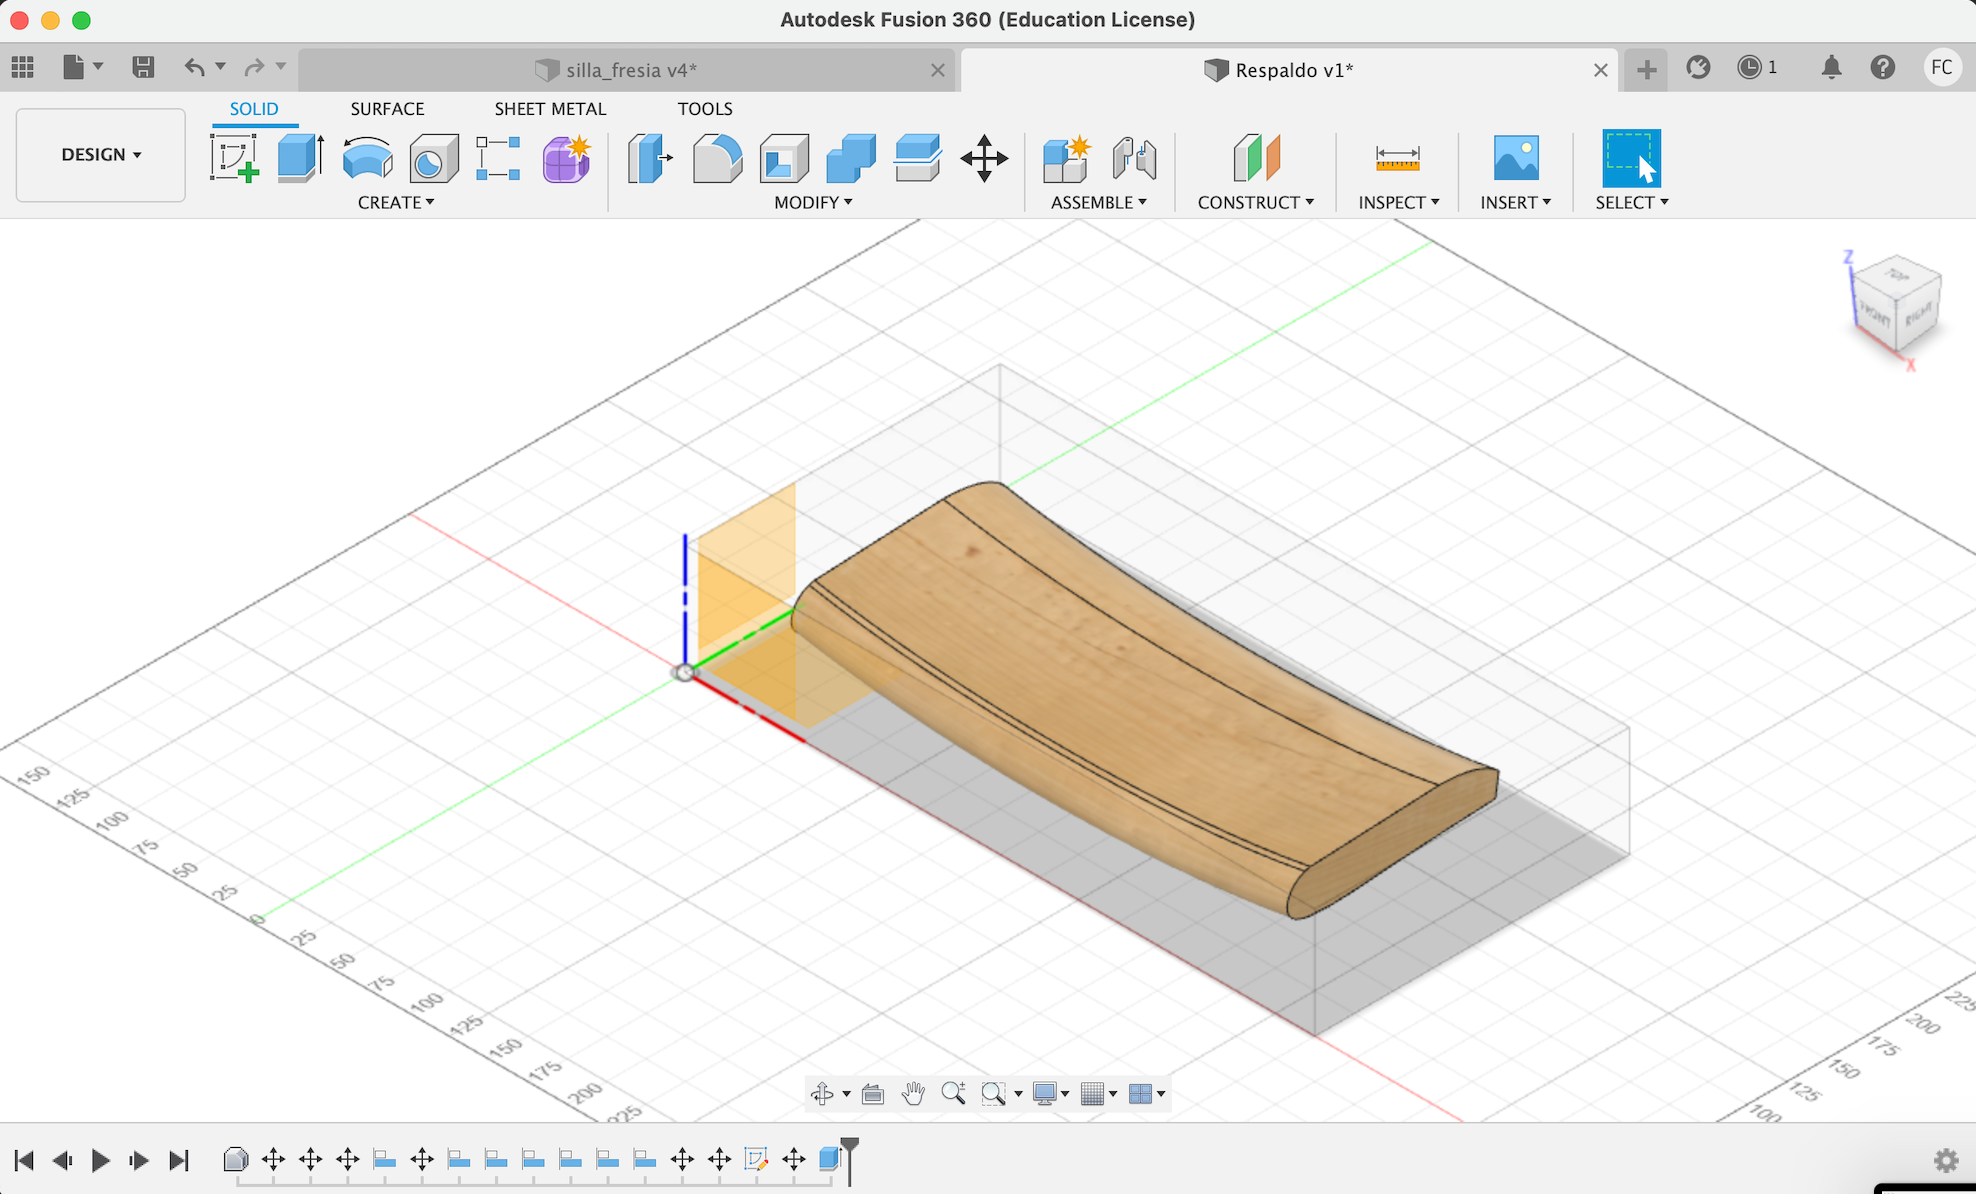 Autodesk Fusion 360 (Education License)
silla_fresia v4*
Respaldo v1*
1
FC
SOLID
SURFACE
SHEET METAL
TOOLS
DESIGN
CREATE
MODIFY
ASSEMBLE
CONSTRUCT
INSPECT
INSERT
SELECT
Z
TOP
FRONT
RIGHT
X
150
125
100
75
50
25
0
25
50
75
100
125
150
175
200
225
225
200
175
150
125
100